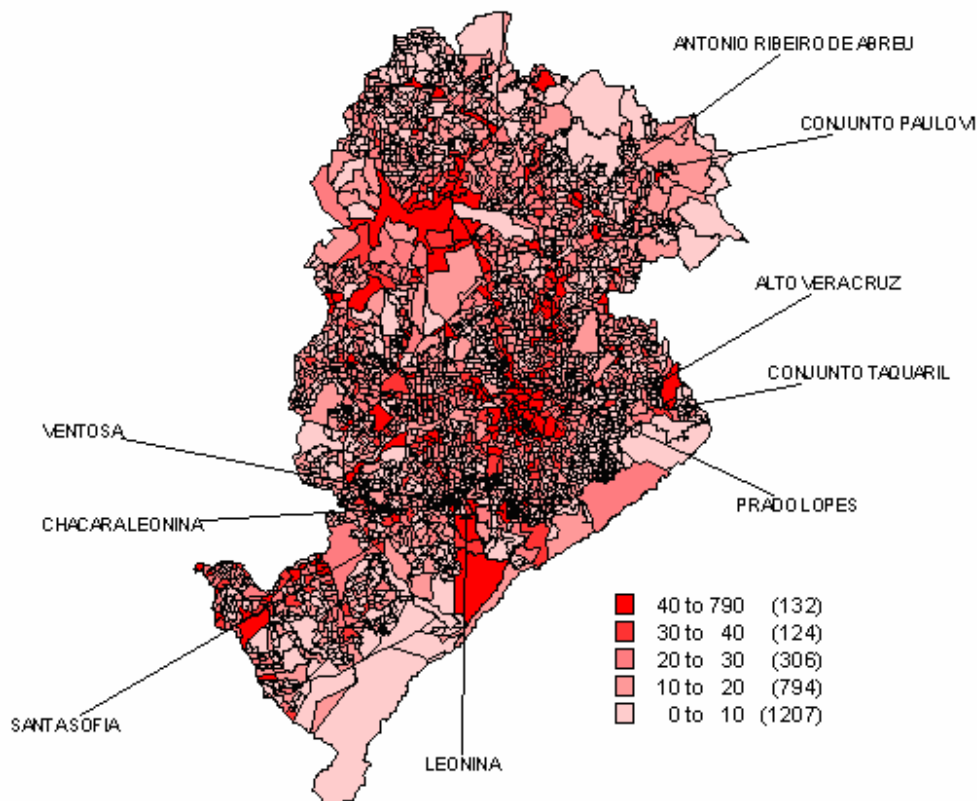 ANTONIO RIBEIRO DE ABREU
CONJUNTO PAULO VI
ALTO VERA CRUZ
CONJUNTO TAQUARIL
VENTOSA
PRADO LOPES
CHACARA LEONINA
40 to 790 (132)
30 to 40 (124)
20 to 30 (306)
10 to 20 (794)
0 to 10 (1207)
SANTA SOFIA
LEONINA